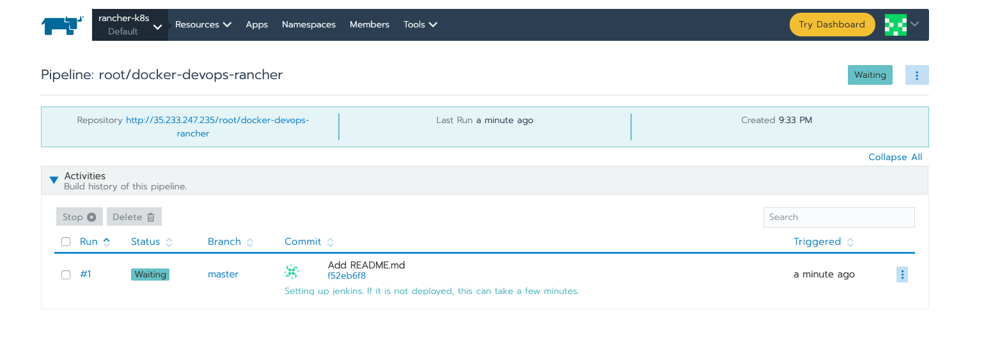 rancher-k8s
Default
Resources Apps Namespaces Members Tools Try Dashboard
Pipeline: root/docker-devops-rancher Waiting
Repository http://35.233.247.235/root/docker-devops-
rancher
Last Run a minute ago
Created 9:33 PM
Collapse All
Activities
Build history of this pipeline.
Stop Delete Search
Run Status Branch Commit Triggered
#1 Waiting master Add README.md
f52eb6f8
a minute ago
Setting up jenkins. If it is not deployed, this can take a few minutes.